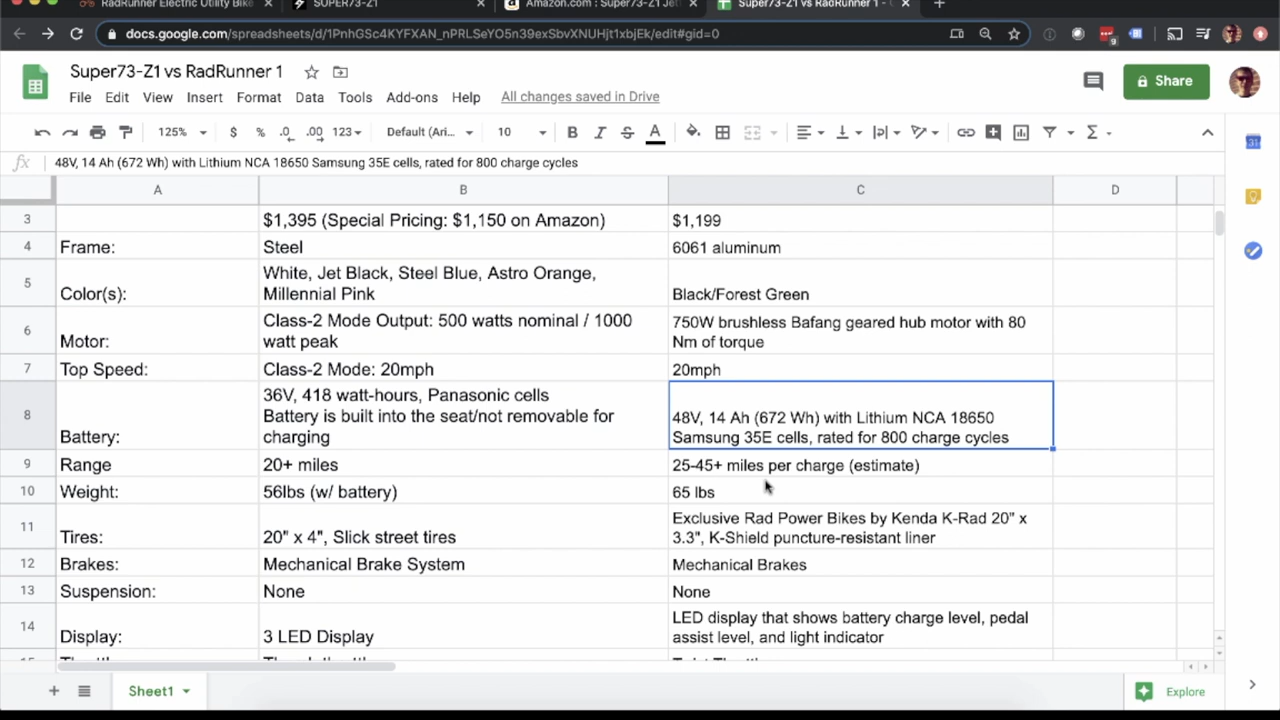 RadRunner Electric Utility Bike
SUPER73-Z1
Amazon.com : Super73-Z1 Jet
Super73-Z1 vs RadRunner 1 -
docs.google.com/spreadsheets/d/1PnhGSc4KYFXAN_nPRLSeYO5n39exSbvXNUHjt1xbjEk/edit#gid=0
9
Super73-Z1 vs RadRunner 1
Share
File Edit View Insert Format Data Tools Add-ons Help All changes saved in Drive
125% $ % .0 .00 123 Default (Ari... 10 B I S A
31
fx 48V, 14 Ah (672 Wh) with Lithium NCA 18650 Samsung 35E cells, rated for 800 charge cycles
A B C D
3 $1,395 (Special Pricing: $1,150 on Amazon) $1,199
4 Frame: Steel 6061 aluminum
5 Color(s): White, Jet Black, Steel Blue, Astro Orange,
Millennial Pink Black/Forest Green
6 Motor: Class-2 Mode Output: 500 watts nominal / 1000
watt peak
750W brushless Bafang geared hub motor with 80
Nm of torque
7 Top Speed: Class-2 Mode: 20mph 20mph
8 Battery: 36V, 418 watt-hours, Panasonic cells
Battery is built into the seat/not removable for
charging
48V, 14 Ah (672 Wh) with Lithium NCA 18650
Samsung 35E cells, rated for 800 charge cycles
9 Range 20+ miles 25-45+ miles per charge (estimate)
10 Weight: 56lbs (w/ battery) 65 lbs
11 Tires: 20" x 4", Slick street tires
Exclusive Rad Power Bikes by Kenda K-Rad 20" x
3.3", K-Shield puncture-resistant liner
12 Brakes: Mechanical Brake System Mechanical Brakes
13 Suspension: None None
14 Display: 3 LED Display
LED display that shows battery charge level, pedal
assist level, and light indicator
Sheet1
Explore